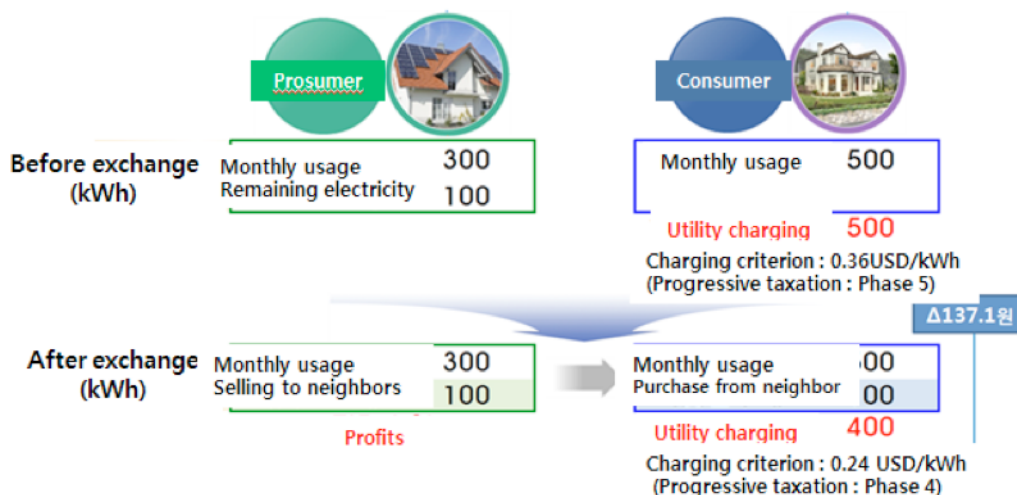 Prosumer
Consumer
Before exchange
(kWh)
Monthly usage 300
Remaining electricity 100
Monthly usage 500
Utility charging 500
Charging criterion : 0.36USD/kWh
(Progressive taxation : Phase 5)
Δ137.1원
After exchange
(kWh)
Monthly usage 300
Selling to neighbors 100
Monthly usage
Purchase from neighbor
Profits
Utility charging 400
Charging criterion : 0.24 USD/kWh
(Progressive taxation : Phase 4)